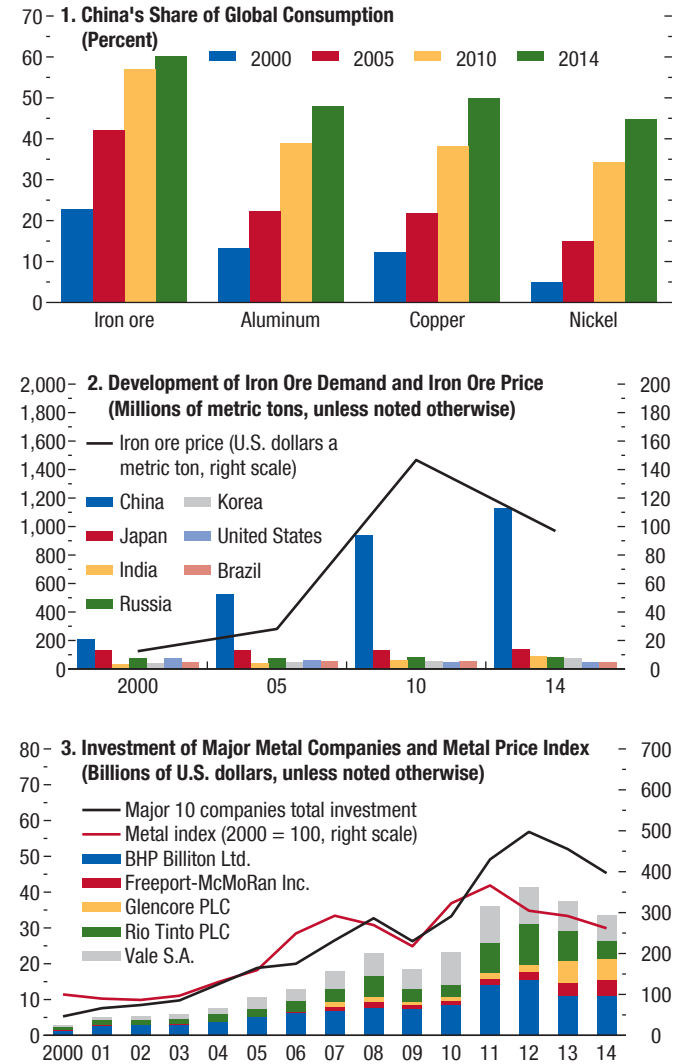 1. China's Share of Global Consumption
(Percent)
2000 2005 2010 2014
70
60
50
40
30
20
10
0
Iron ore Aluminum Copper Nickel
2. Development of Iron Ore Demand and Iron Ore Price
(Millions of metric tons, unless noted otherwise)
Iron ore price (U.S. dollars a
metric ton, right scale)
China Korea
Japan United States
India Brazil
Russia
2,000 200
1,800 180
1,600 160
1,400 140
1,200 120
1,000 100
800 80
600 60
400 40
200 20
0 0
2000 05 10 14
3. Investment of Major Metal Companies and Metal Price Index
(Billions of U.S. dollars, unless noted otherwise)
Major 10 companies total investment
Metal index (2000 = 100, right scale)
BHP Billiton Ltd.
Freeport-McMoRan Inc.
Glencore PLC
Rio Tinto PLC
Vale S.A.
80 700
70 600
60 500
50 400
40 300
30 200
20 100
10 0
0
2000 01 02 03 04 05 06 07 08 09 10 11 12 13 14